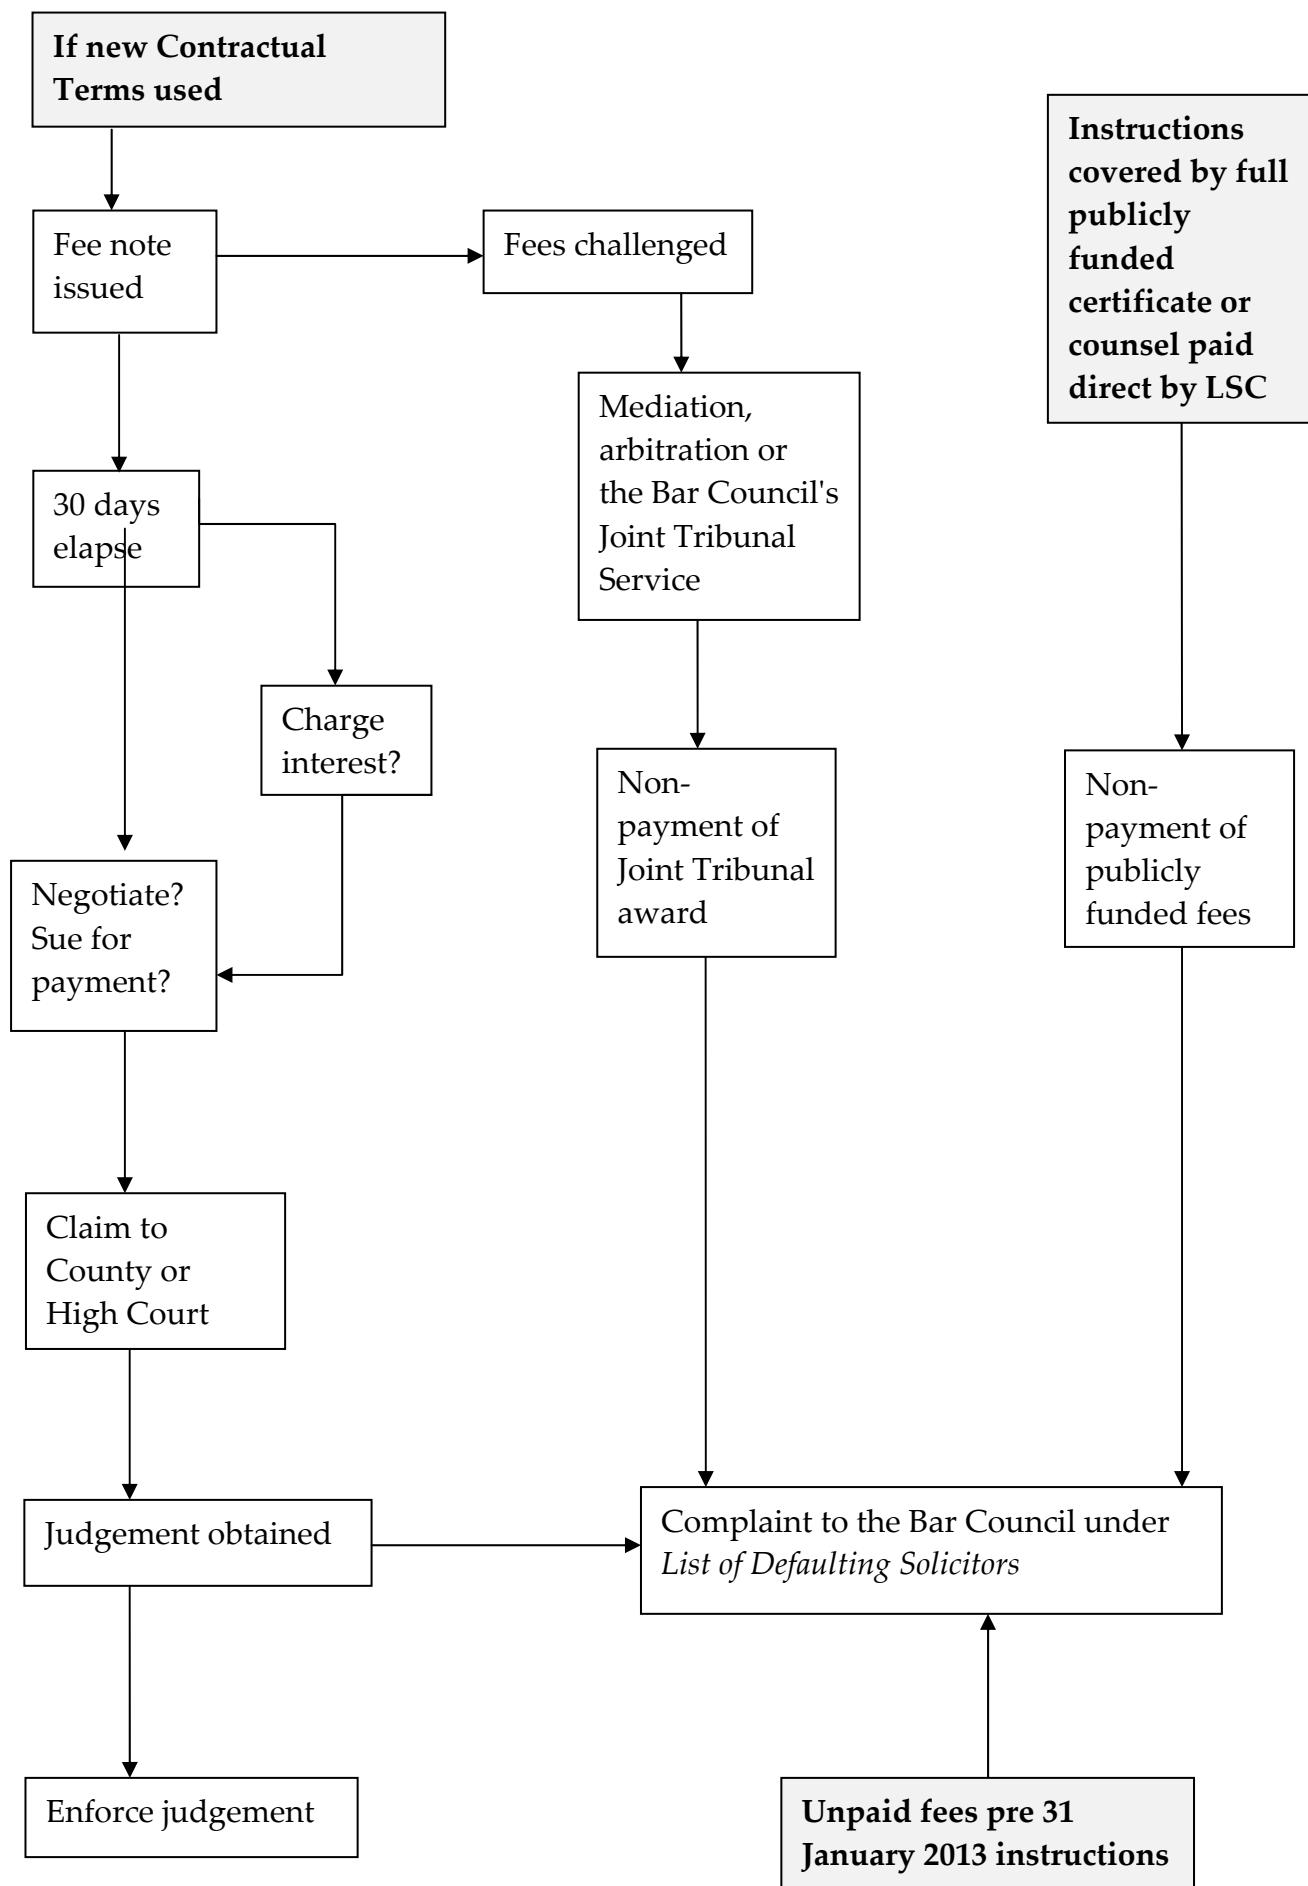 If new Contractual
Terms used
Instructions
covered by full
publicly
funded
certificate or
counsel paid
direct by LSC
Fee note
issued
Fees challenged
Mediation,
arbitration or
the Bar Council's
Joint Tribunal
Service
30 days
elapse
Charge
interest?
Non-
payment of
Joint Tribunal
award
Non-
payment of
publicly
funded fees
Negotiate?
Sue for
payment?
Claim to
County or
High Court
Judgement obtained
Complaint to the Bar Council under
List of Defaulting Solicitors
Enforce judgement
Unpaid fees pre 31
January 2013 instructions